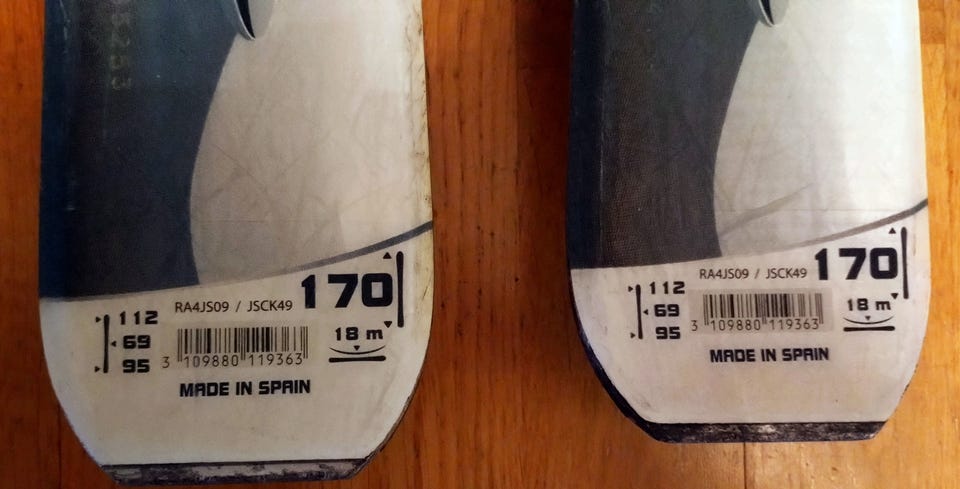 RA4JS09 / JSCK49
170
112
69
95
18 m
3 109880 119363
MADE IN SPAIN
RA4JS09 / JSCK49
170
112
69
95
18 m
3 109880 119363
MADE IN SPAIN